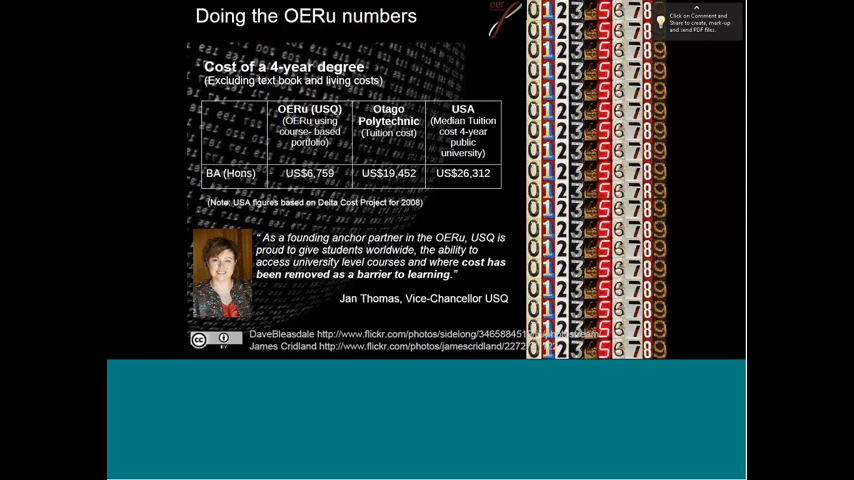 Doing the OERu numbers
oer
Click on Comment and
Share to create, mark-up
and send PDF files.
Cost of a 4-year degree
(Excluding text book and living costs)
OERu (USQ)
(OERu using
course- based
portfolio)
Otago
Polytechnic
(Tuition cost)
USA
(Median Tuition
cost 4-year
public
university)
BA (Hons) US$6,759 US$19,452 US$26,312
(Note: USA figures based on Delta Cost Project for 2008)
“ As a founding anchor partner in the OERu, USQ is
proud to give students worldwide, the ability to
access university level courses and where cost has
been removed as a barrier to learning.”
Jan Thomas, Vice-Chancellor USQ
cc BY
DaveBleasdale http://www.flickr.com/photos/sidelong/
James Cridland http://www.flickr.com/photos/jamescridland/